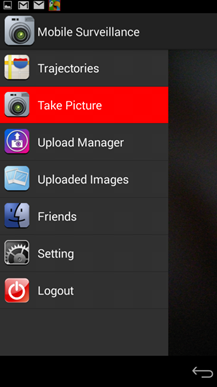 Mobile Surveillance
Trajectories
Take Picture
Upload Manager
Uploaded Images
Friends
Setting
Logout